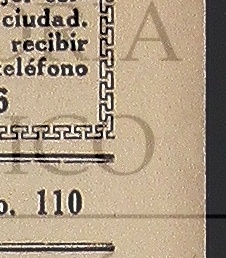 ciudad.
recibir
teléfono
6
o. 110